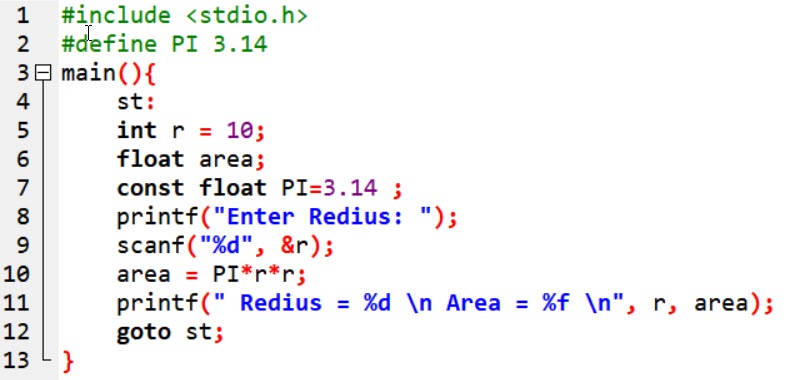 1 #include <stdio.h>
2 #define PI 3.14
3 main(){
4 st:
5 int r = 10;
6 float area;
7 const float PI=3.14 ;
8 printf("Enter Redius: ");
9 scanf("%d", &r);
10 area = PI*r*r;
11 printf(" Redius = %d \n Area = %f \n", r, area);
12 goto st;
13 }